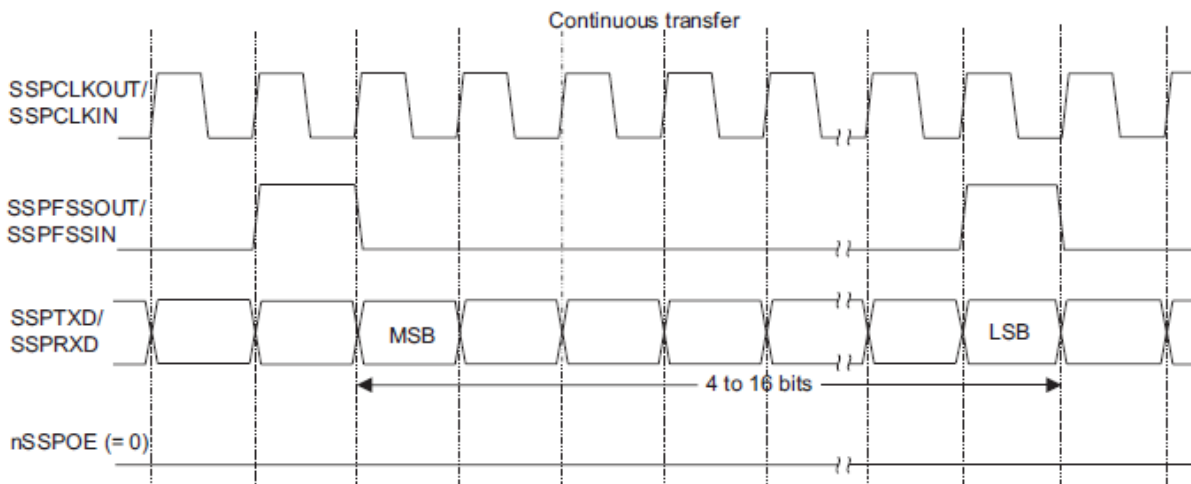 Continuous transfer
SSPCLKOUT/
SSPCLKIN
SSPFSSOUT/
SSPFSSIN
SSPTXD/
SSPRXD
MSB
LSB
4 to 16 bits
nSSPOE (= 0)